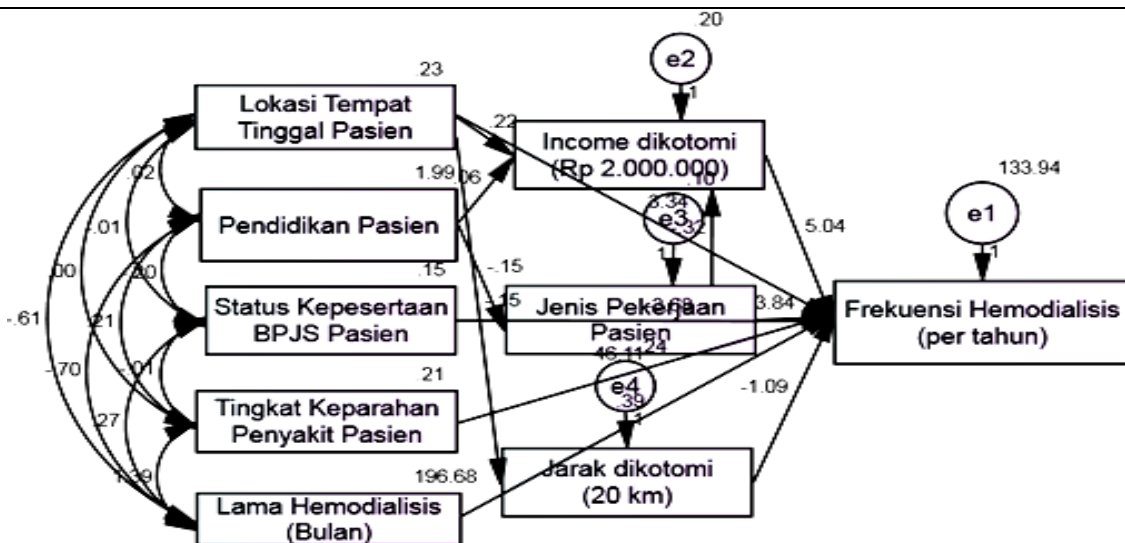 .20
e2
1
.23
Lokasi Tempat
Tinggal Pasien
.22
Income dikotomi
(Rp 2.000.000)
133.94
e1
1
.02
1.99
.06
.10
3.34
e3
.32
1
5.04
Pendidikan Pasien
-.01
.15
-.15
Jenis Pekerjaan
Pasien
3.84
Frekuensi Hemodialisis
(per tahun)
.00
Status Kepesertaan
BPJS Pasien
-.61
.21
-.01
46.11
.24
e4
.39
1
-1.09
-.70
.21
Tingkat Keparahan
Penyakit Pasien
.27
196.68
Jarak dikotomi
(20 km)
1.39
Lama Hemodialisis
(Bulan)